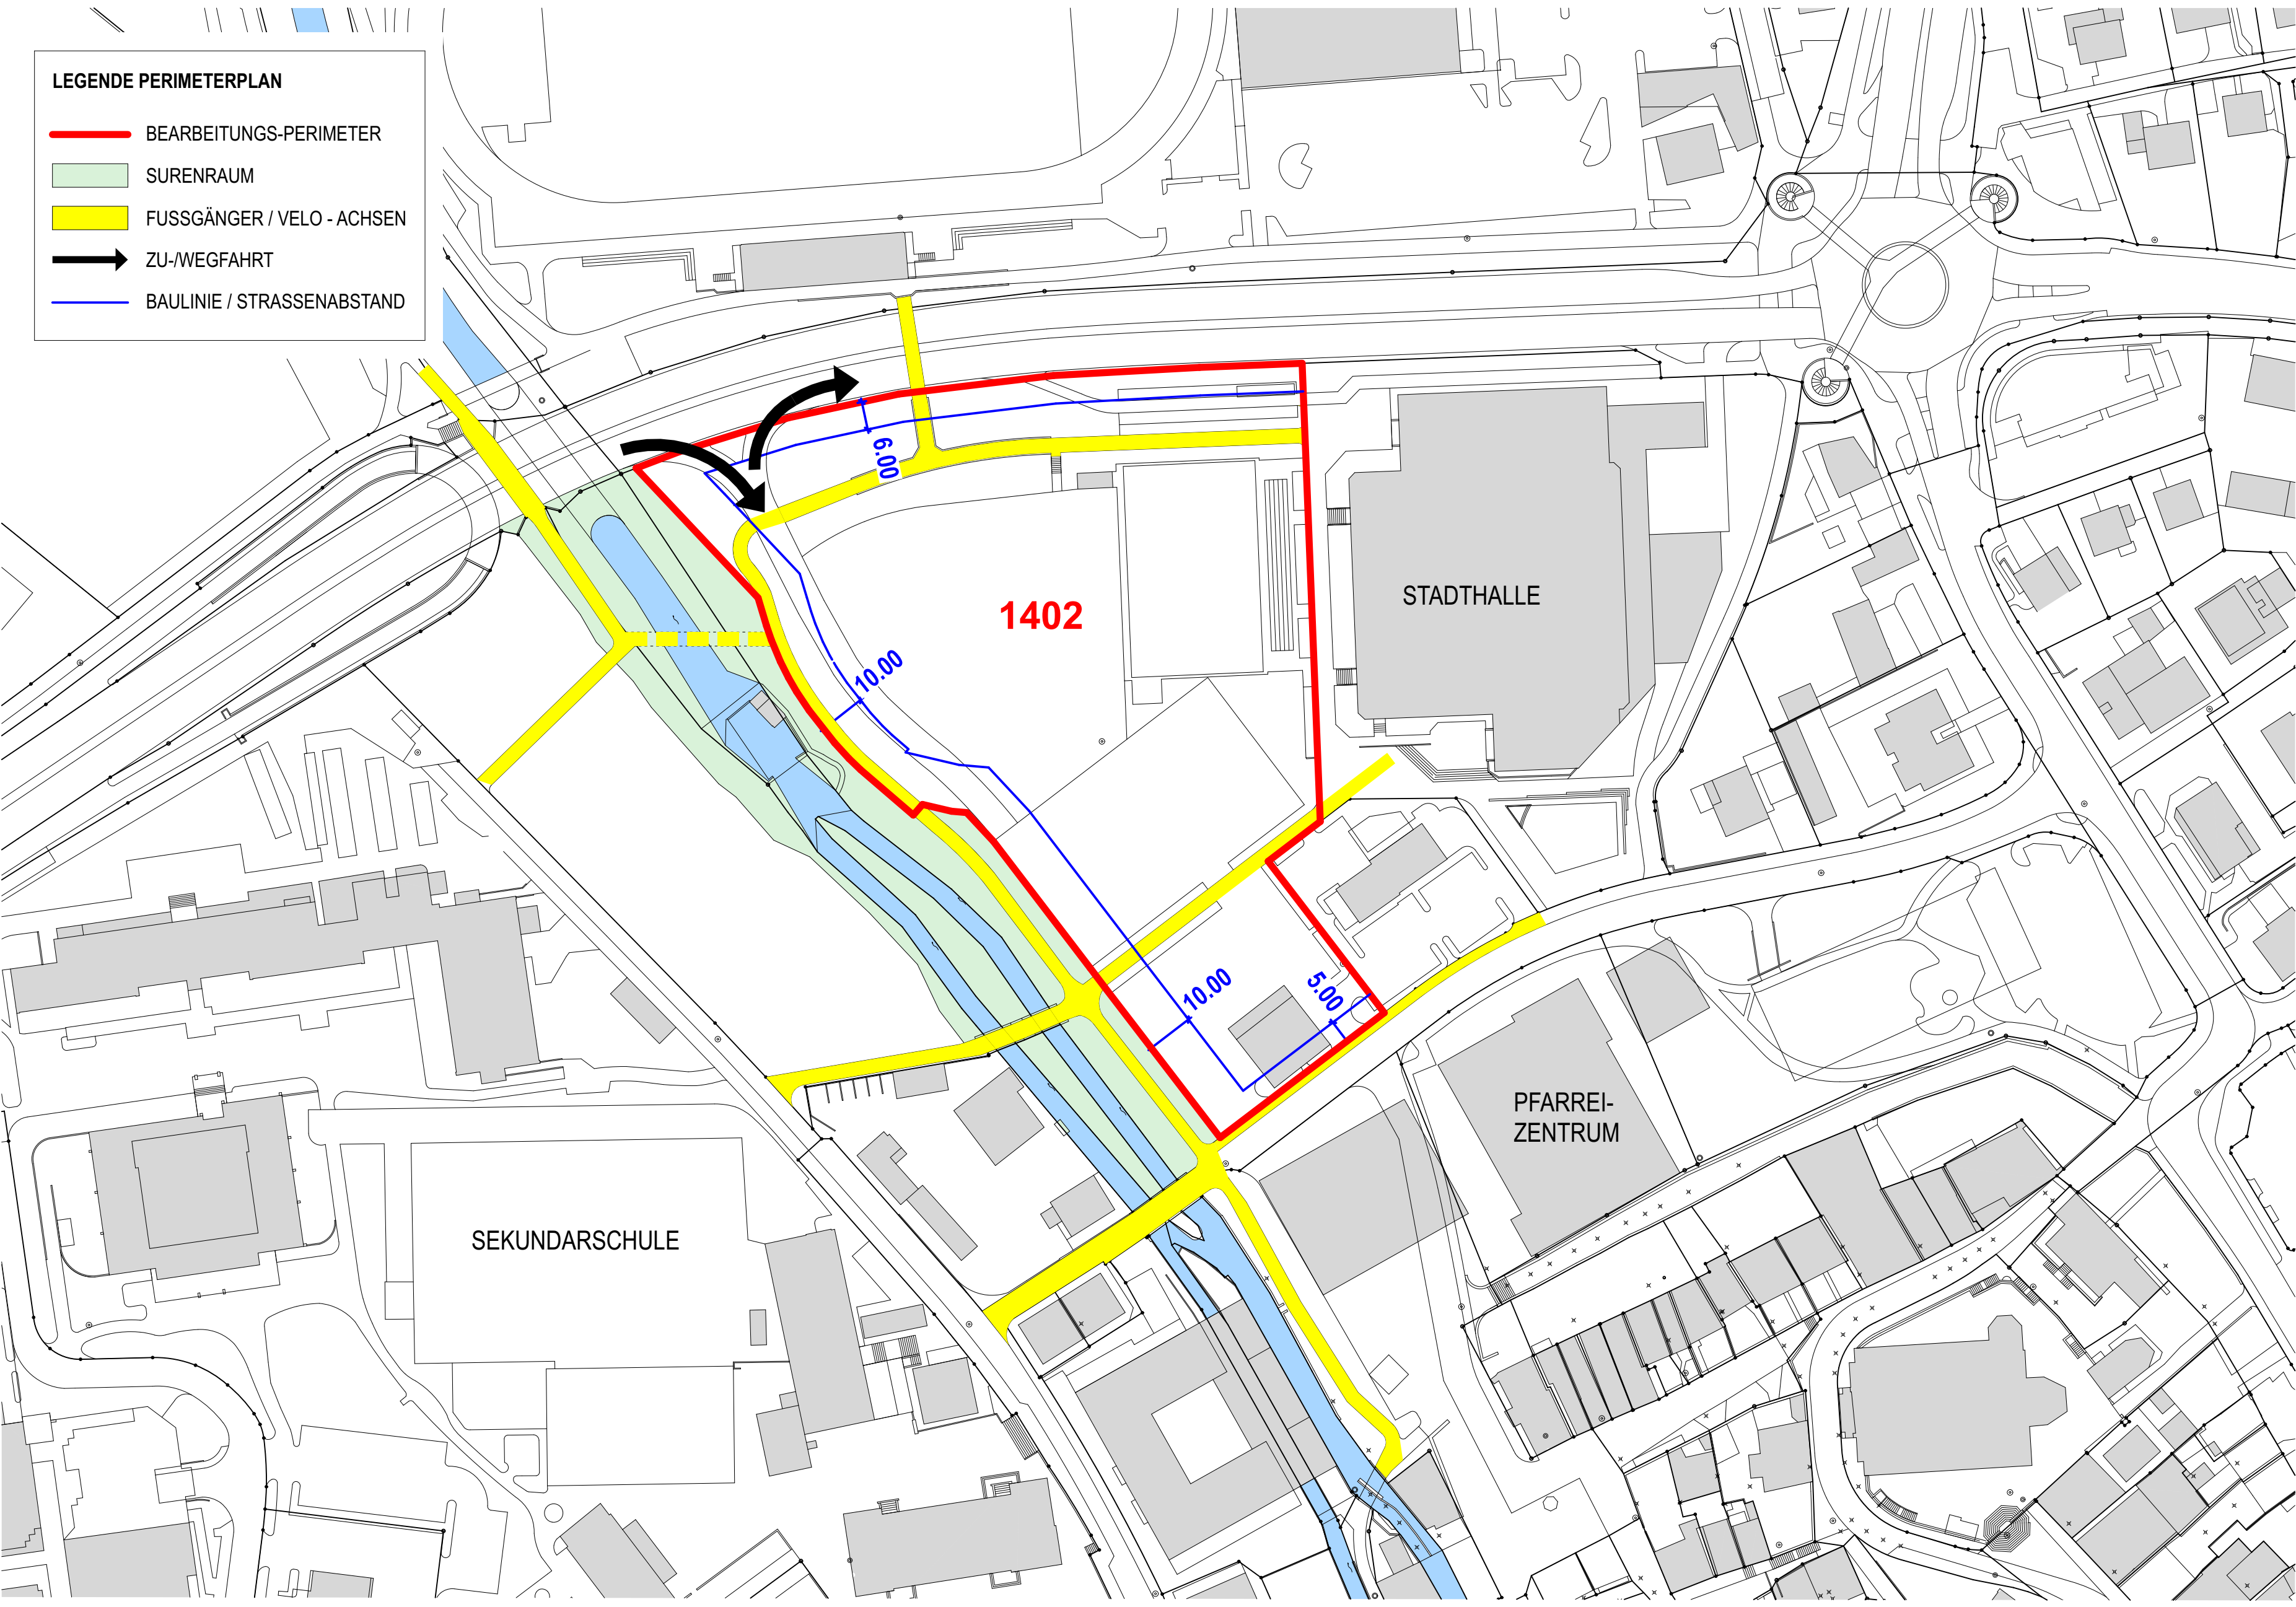 LEGENDE PERIMETERPLAN
BEARBEITUNGS-PERIMETER
SURENRAUM
FUSSGÄNGER / VELO - ACHSEN
ZU-/WEGFAHRT
BAULINIE / STRASSENABSTAND
6.00
1402
STADTHALLE
10.00
10.00
5.00
PFARREI-
ZENTRUM
SEKUNDARSCHULE